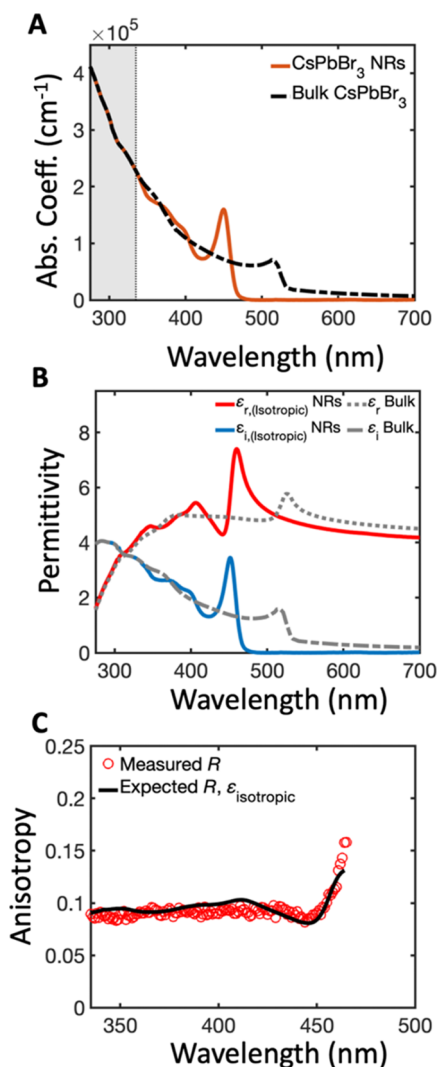 A
×10⁵
CsPbBr₃ NRs
Bulk CsPbBr₃
Abs. Coeff. (cm⁻¹)
4
3
2
1
0
300 400 500 600 700
Wavelength (nm)
B
εr,(Isotropic) NRs εr Bulk
εi,(Isotropic) NRs εi Bulk
Permittivity
8
6
4
2
0
300 400 500 600 700
Wavelength (nm)
C
Measured R
Expected R, εisotropic
Anisotropy
0.25
0.2
0.15
0.1
0.05
0
350 400 450 500
Wavelength (nm)